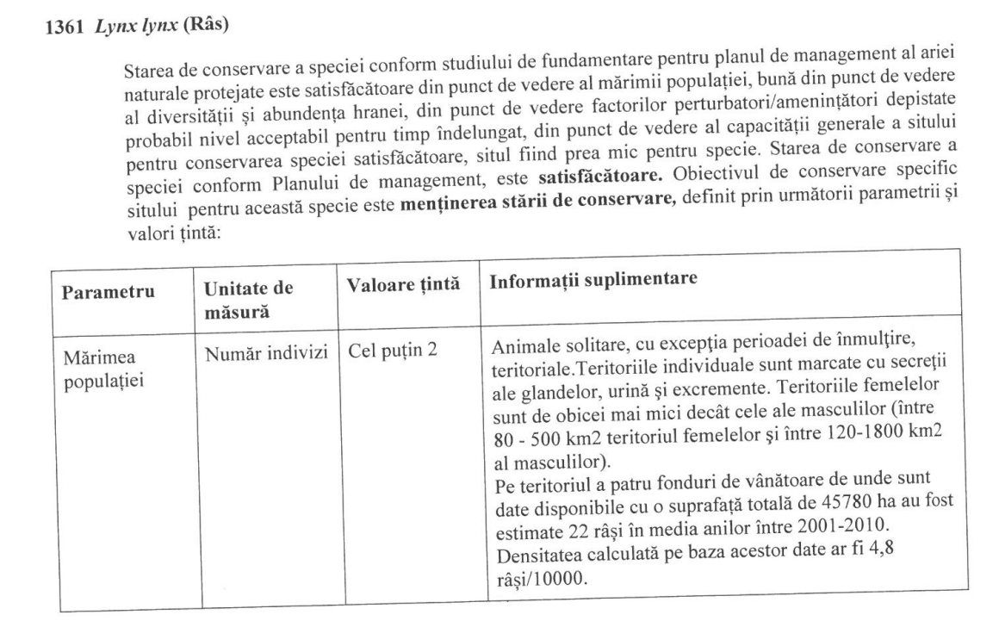 1361 Lynx lynx (Râs)
Starea de conservare a speciei conform studiului de fundamentare pentru planul de management al ariei
naturale protejate este satisfăcătoare din punct de vedere al mărimii populației, bună din punct de vedere
al diversității și abundența hranei, din punct de vedere factorilor perturbatori/amenințători depistate
probabil nivel acceptabil pentru timp îndelungat, din punct de vedere al capacității generale a sitului
pentru conservarea speciei satisfăcătoare, situl fiind prea mic pentru specie. Starea de conservare a
speciei conform Planului de management, este satisfăcătoare. Obiectivul de conservare specific
sitului pentru această specie este menținerea stării de conservare, definit prin următorii parametrii și
valori țintă:
Parametru
Unitate de
măsură
Valoare țintă
Informații suplimentare
Mărimea
populației
Număr indivizi
Cel puțin 2
Animale solitare, cu excepția perioadei de înmulțire,
teritoriale.Teritoriile individuale sunt marcate cu secreții
ale glandelor, urină și excremente. Teritoriile femelelor
sunt de obicei mai mici decât cele ale masculilor (între
80 - 500 km2 teritoriul femelelor și între 120-1800 km2
al masculilor).
Pe teritoriul a patru fonduri de vânătoare de unde sunt
date disponibile cu o suprafață totală de 45780 ha au fost
estimate 22 râși în media anilor între 2001-2010.
Densitatea calculată pe baza acestor date ar fi 4,8
râși/10000.